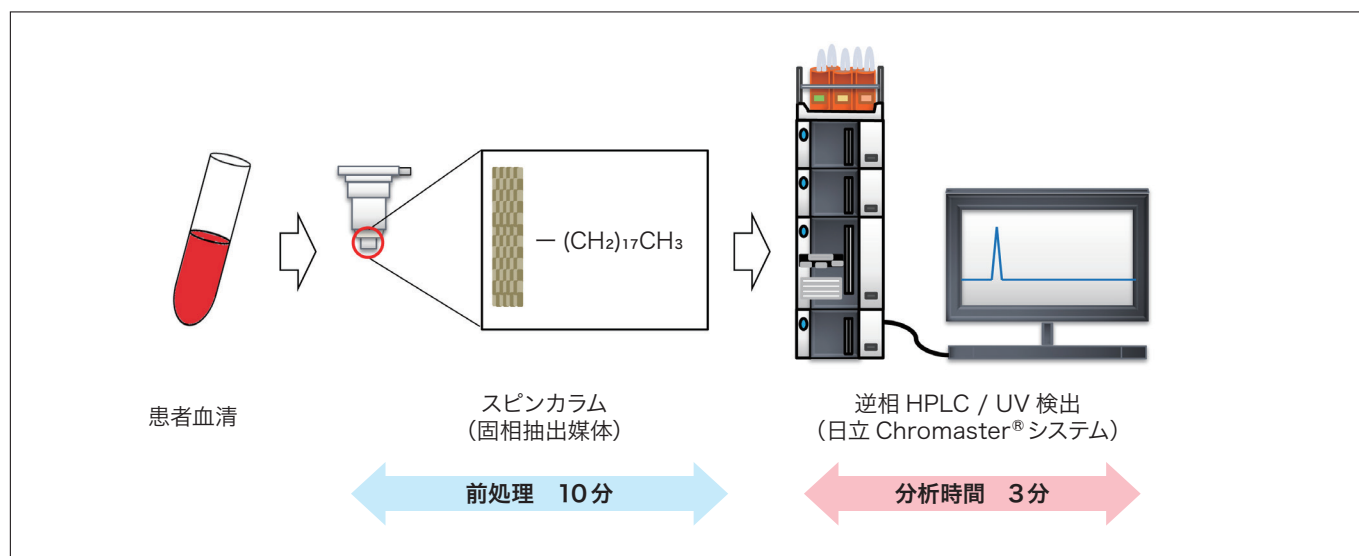 — (CH₂)₁₇CH₃
患者血清
スピンカラム
（固相抽出媒体）
逆相 HPLC / UV 検出
（日立 Chromaster® システム）
前処理　10分
分析時間　3分